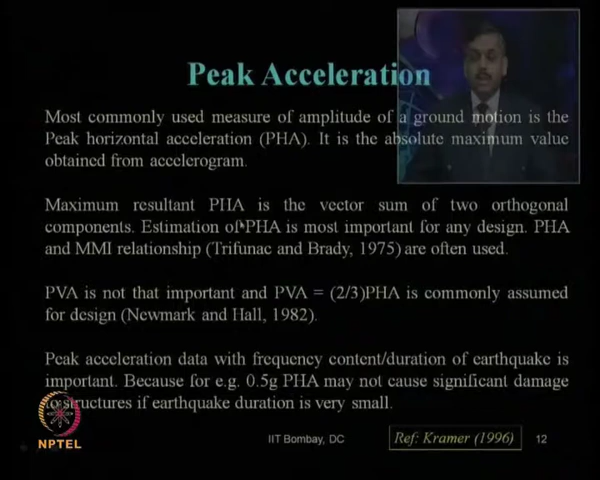 Peak Acceleration
Most commonly used measure of amplitude of a ground motion is the
Peak horizontal acceleration (PHA). It is the absolute maximum value
obtained from accelerogram.
Maximum resultant PHA is the vector sum of two orthogonal
components. Estimation of PHA is most important for any design. PHA
and MMI relationship (Trifunac and Brady, 1975) are often used.
PVA is not that important and PVA = (2/3)PHA is commonly assumed
for design (Newmark and Hall, 1982).
Peak acceleration data with frequency content/duration of earthquake is
important. Because for e.g. 0.5g PHA may not cause significant damage
to structures if earthquake duration is very small.
NPTEL
IIT Bombay, DC
Ref: Kramer (1996)
12